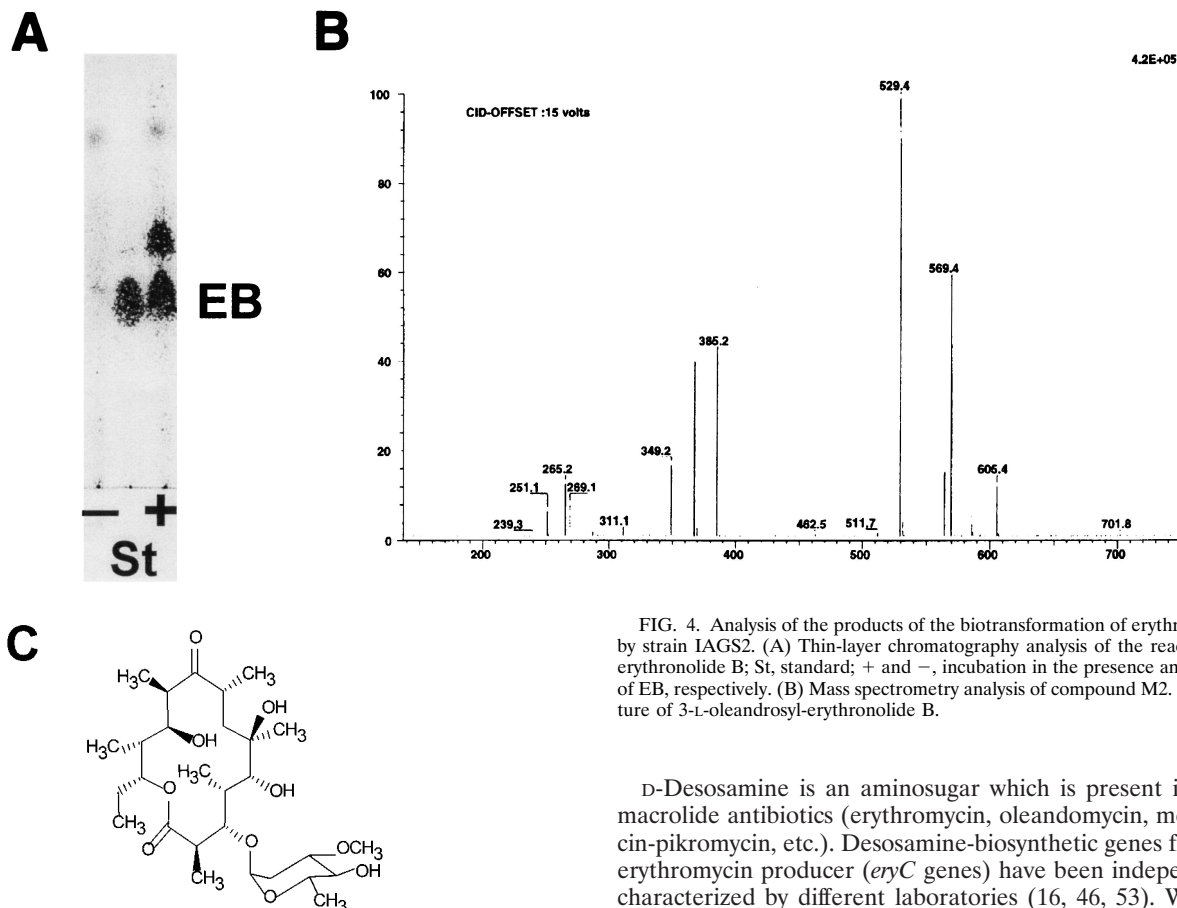 A
B
4.2E+05
CID-OFFSET :15 volts
100
80
60
40
20
0
529.4
569.4
385.2
349.2
265.2
251.1
269.1
239.3
311.1
462.5
511.7
605.4
701.8
200
300
400
500
600
700
EB
− +
St
C
O
H₃C
CH₃
OH
H₃C
OH
CH₃
H₃C
OH
O
CH₃
O
O
OCH₃
OH
CH₃
O
CH₃
FIG. 4. Analysis of the products of the biotransformation of erythr
by strain IAGS2. (A) Thin-layer chromatography analysis of the reac
erythronolide B; St, standard; + and −, incubation in the presence an
of EB, respectively. (B) Mass spectrometry analysis of compound M2.
ture of 3-L-oleandrosyl-erythronolide B.
D-Desosamine is an aminosugar which is present i
macrolide antibiotics (erythromycin, oleandomycin, me
cin-pikromycin, etc.). Desosamine-biosynthetic genes f
erythromycin producer (eryC genes) have been indepe
characterized by different laboratories (16, 46, 53). W